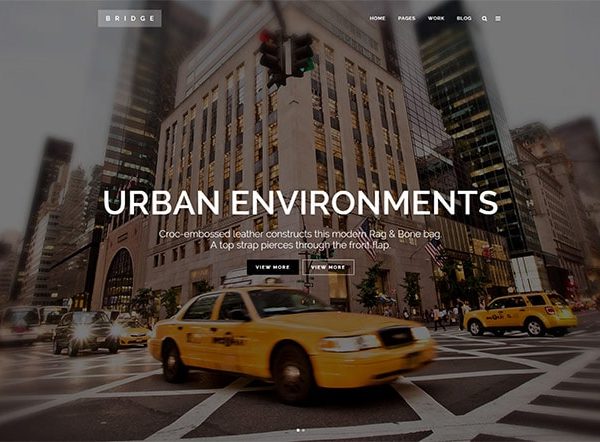 BRIDGE
HOME PAGES WORK BLOG
URBAN ENVIRONMENTS
Croc-embossed leather constructs this modern Rag & Bone bag.
A top strap pierces through the front flap.
VIEW MORE VIEW MORE